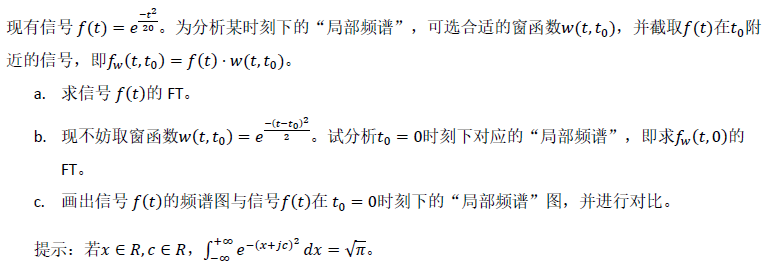 现有信号 $f(t) = e^{\frac{-t^2}{20}}$。为分析某时刻下的“局部频谱”,可选合适的窗函数$w(t, t_0)$,并截取$f(t)$在$t_0$附
近的信号,即$f_w(t, t_0) = f(t) \cdot w(t, t_0)$。
a. 求信号 $f(t)$的 FT。
b. 现不妨取窗函数$w(t, t_0) = e^{\frac{-(t-t_0)^2}{2}}$。试分析$t_0 = 0$时刻下对应的“局部频谱”,即求$f_w(t, 0)$的
FT。
c. 画出信号 $f(t)$的频谱图与信号$f(t)$在 $t_0 = 0$时刻下的“局部频谱”图,并进行对比。
提示:若$x \in R, c \in R$,$\int_{-\infty}^{+\infty} e^{-(x+jc)^2} dx = \sqrt{\pi}$。